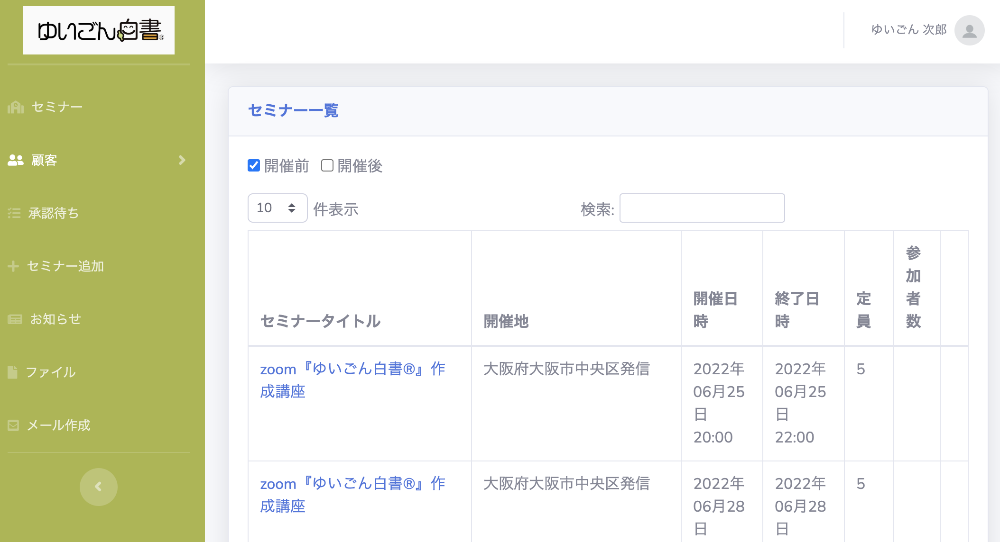 ゆいごん白書®
ゆいごん 次郎
セミナー
顧客
承認待ち
セミナー追加
お知らせ
ファイル
メール作成
セミナー一覧
開催前 開催後
10 件表示 検索:
セミナータイトル
開催地
開催日
時
終了日
時
定
員
参
加
者
数
zoom『ゆいごん白書®』作
成講座
大阪府大阪市中央区発信
2022年
06月25
日
20:00
2022年
06月25
日
22:00
5
zoom『ゆいごん白書®』作
成講座
大阪府大阪市中央区発信
2022年
06月28
日
2022年
06月28
日
5